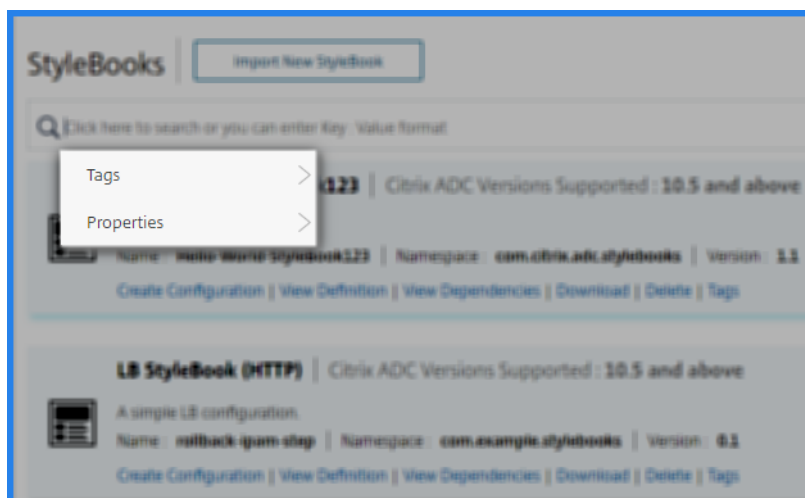 StyleBooks
Import New StyleBook
Click here to search or you can enter Key : Value format
Tags
Properties
123 | Citrix ADC Versions Supported : 10.5 and above
Name : Hello-World-StyleBook123 | Namespace : com.citrix.adc.stylebooks | Version : 1.1
Create Configuration | View Definition | View Dependencies | Download | Delete | Tags
LB StyleBook (HTTP) | Citrix ADC Versions Supported : 10.5 and above
A simple LB configuration.
Name : rollback-ipam-step | Namespace : com.example.stylebooks | Version : 0.1
Create Configuration | View Definition | View Dependencies | Download | Delete | Tags